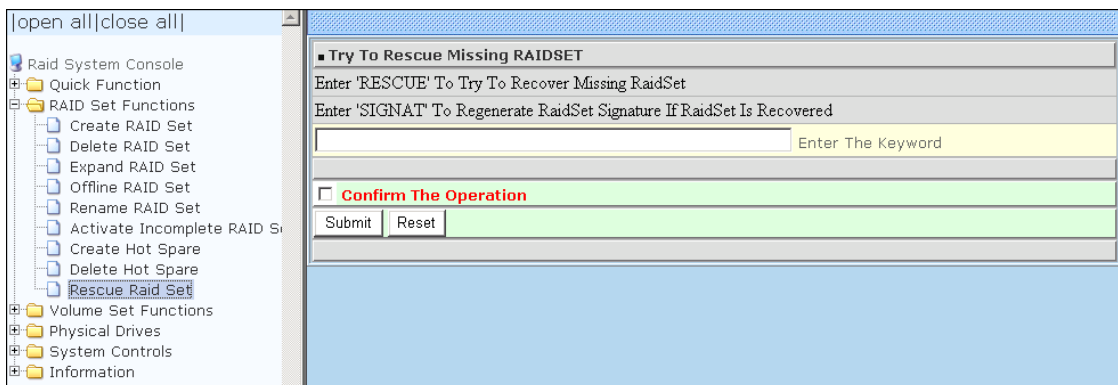 |open all|close all|
Raid System Console
Quick Function
RAID Set Functions
Create RAID Set
Delete RAID Set
Expand RAID Set
Offline RAID Set
Rename RAID Set
Activate Incomplete RAID
Create Hot Spare
Delete Hot Spare
Rescue Raid Set
Volume Set Functions
Physical Drives
System Controls
Information
Try To Rescue Missing RAIDSET
Enter 'RESCUE' To Try To Recover Missing RaidSet
Enter 'SIGNAT' To Regenerate RaidSet Signature If RaidSet Is Recovered
Enter The Keyword
Confirm The Operation
Submit Reset